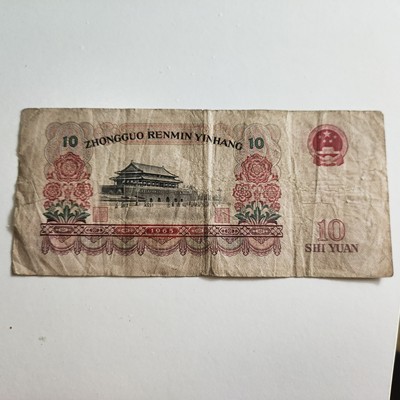 10 ZHONGGUO RENMIN YINHANG 10
1965
10
SHI YUAN